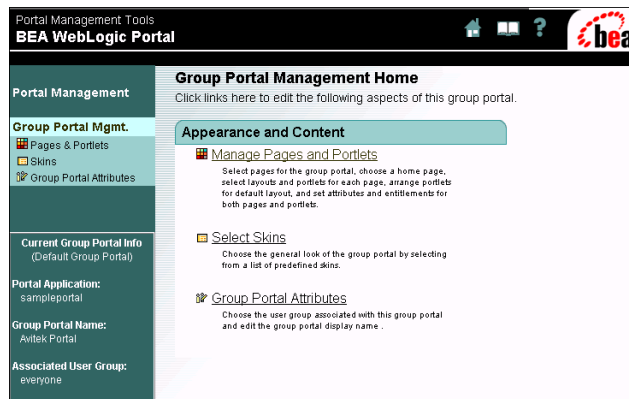 Portal Management Tools
BEA WebLogic Portal
?
bea
Portal Management
Group Portal Mgmt.
Pages & Portlets
Skins
Group Portal Attributes
Current Group Portal Info
(Default Group Portal)
Portal Application:
sampleportal
Group Portal Name:
Avitek Portal
Associated User Group:
everyone
Group Portal Management Home
Click links here to edit the following aspects of this group portal.
Appearance and Content
Manage Pages and Portlets
Select pages for the group portal, choose a home page,
select layouts and portlets for each page, arrange portlets
for default layout, and set attributes and entitlements for
both pages and portlets.
Select Skins
Choose the general look of the group portal by selecting
from a list of predefined skins.
Group Portal Attributes
Choose the user group associated with this group portal
and edit the group portal display name .